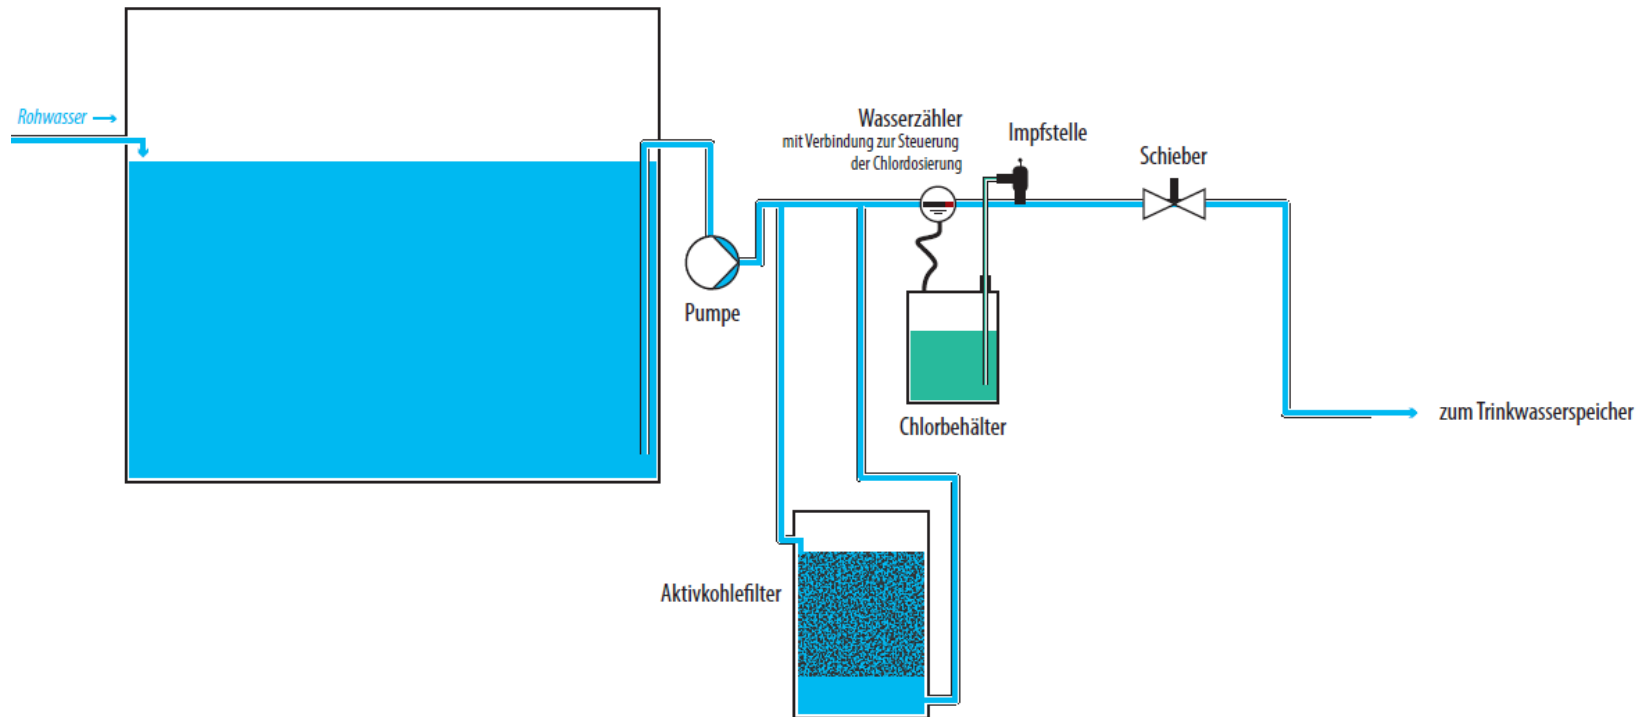 Rohwasser →
Wasserzähler
mit Verbindung zur Steuerung
der Chlordosierung
Impfstelle
Schieber
Pumpe
Chlorbehälter
zum Trinkwasserspeicher
Aktivkohlefilter